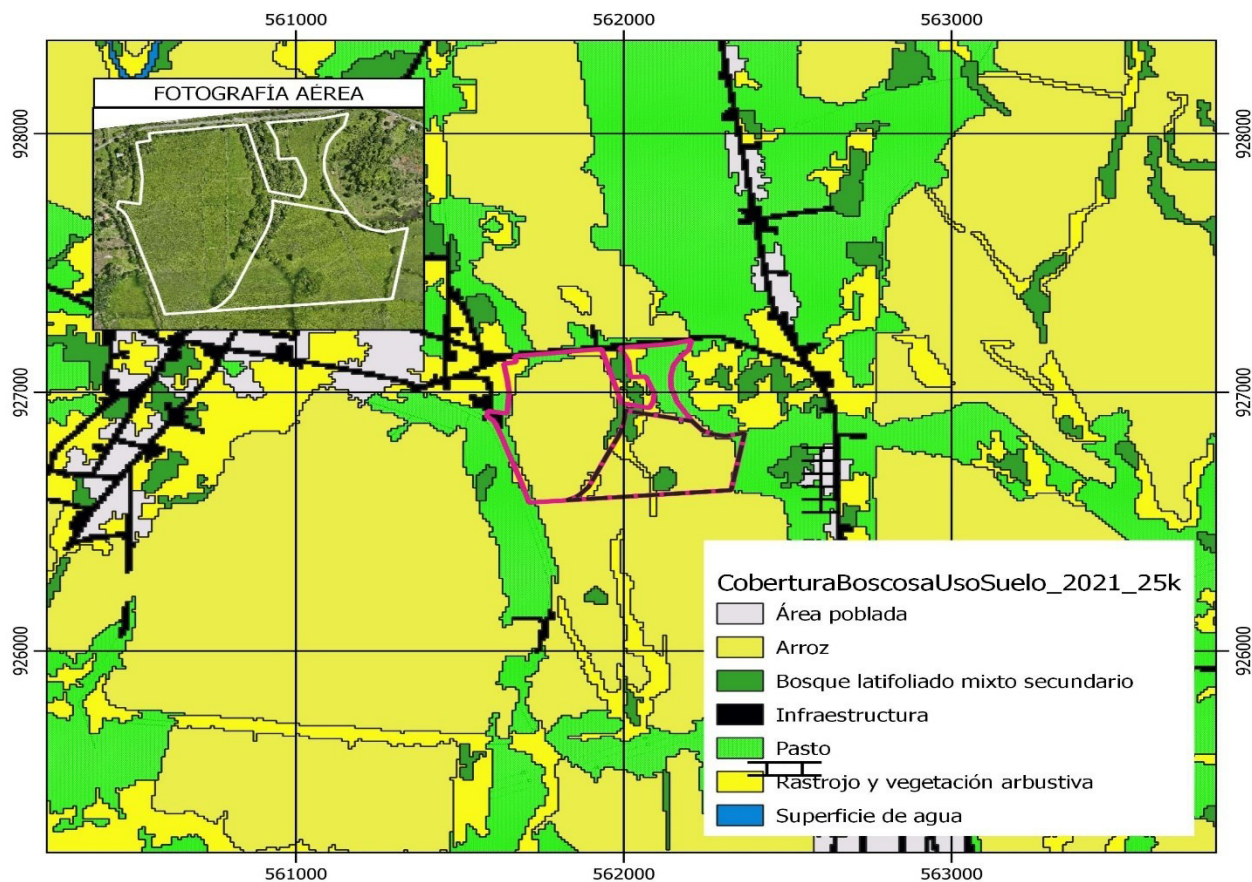 561000 562000 563000
FOTOGRAFÍA AÉREA
928000 928000
927000 927000
CoberturaBoscosaUsoSuelo_2021_25k
Área poblada
Arroz
926000 926000
Bosque latifoliado mixto secundario
Infraestructura
Pasto
Rastrojo y vegetación arbustiva
Superficie de agua
561000 562000 563000